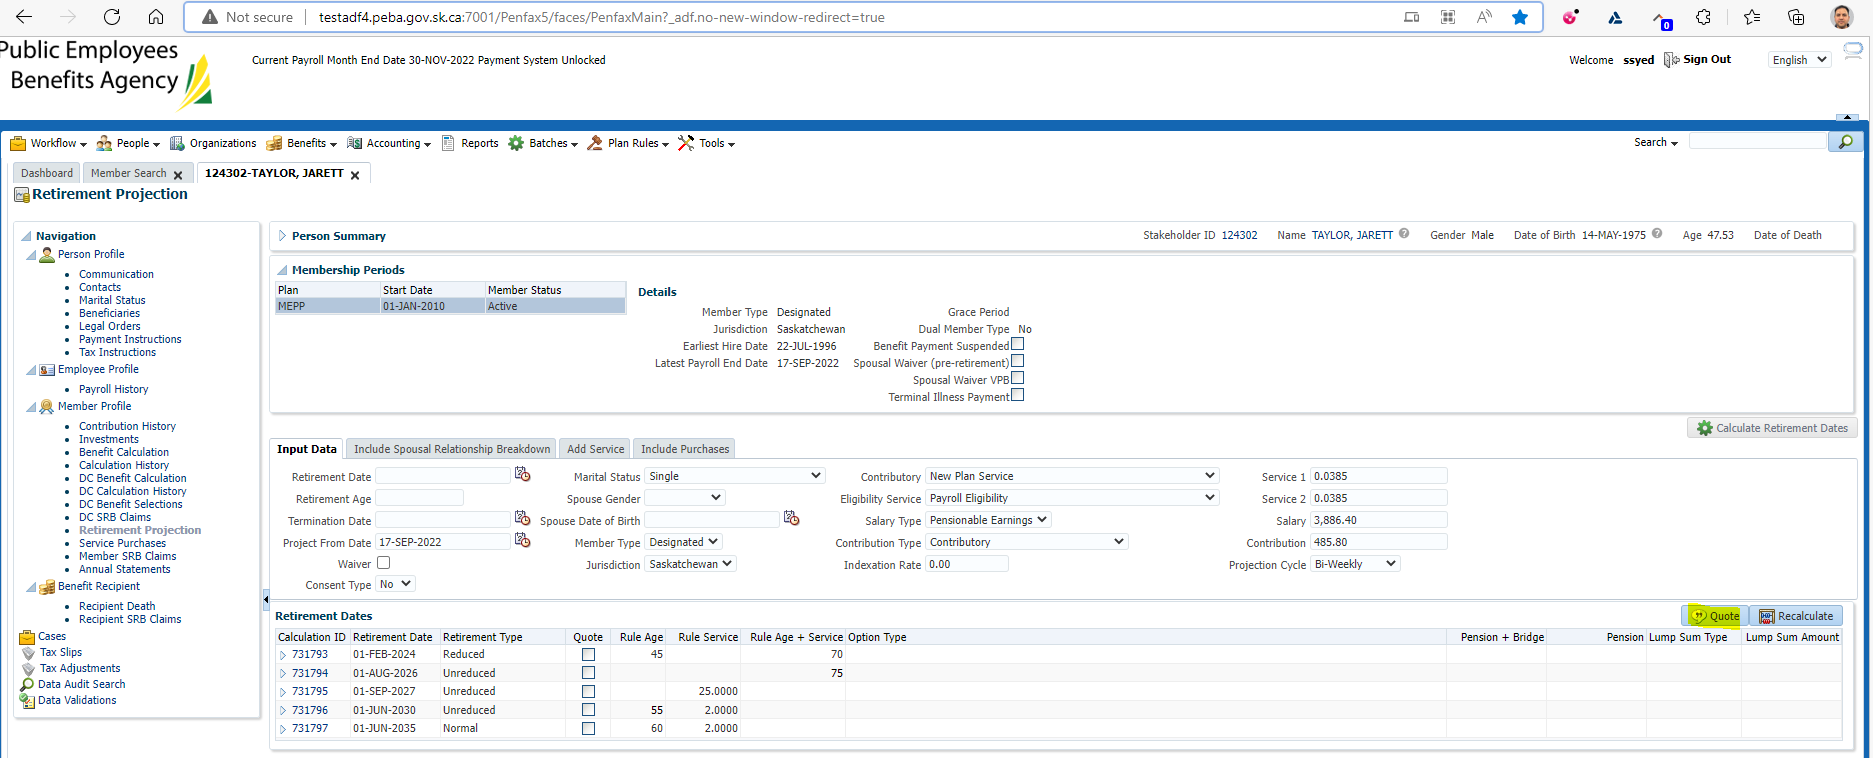 Not secure testadf4.peba.gov.sk.ca:7001/Penfax5/faces/PenfaxMain?_adf.no-new-window-redirect=true
0
Public Employees
Benefits Agency
Current Payroll Month End Date 30-NOV-2022 Payment System Unlocked
Welcome ssyed Sign Out English
Workflow People Organizations Benefits Accounting Reports Batches Plan Rules Tools Search
Dashboard Member Search 124302-TAYLOR, JARETT
Retirement Projection
Navigation
Person Profile
Communication
Contacts
Marital Status
Beneficiaries
Legal Orders
Payment Instructions
Tax Instructions
Employee Profile
Payroll History
Member Profile
Contribution History
Investments
Benefit Calculation
Calculation History
DC Benefit Calculation
DC Calculation History
DC Benefit Selections
DC SRB Claims
Retirement Projection
Service Purchases
Member SRB Claims
Annual Statements
Benefit Recipient
Recipient Death
Recipient SRB Claims
Cases
Tax Slips
Tax Adjustments
Data Audit Search
Data Validations
Person Summary Stakeholder ID 124302 Name TAYLOR, JARETT Gender Male Date of Birth 14-MAY-1975 Age 47.53 Date of Death
Membership Periods
Plan Start Date Member Status
MEPP 01-JAN-2010 Active
Details
Member Type Designated Grace Period
Jurisdiction Saskatchewan Dual Member Type No
Earliest Hire Date 22-JUL-1996 Benefit Payment Suspended
Latest Payroll End Date 17-SEP-2022 Spousal Waiver (pre-retirement)
Spousal Waiver VPB
Terminal Illness Payment
Calculate Retirement Dates
Input Data Include Spousal Relationship Breakdown Add Service Include Purchases
Retirement Date Marital Status Single Contributory New Plan Service Service 1 0.0385
Retirement Age Spouse Gender Eligibility Service Payroll Eligibility Service 2 0.0385
Termination Date Spouse Date of Birth Salary Type Pensionable Earnings Salary 3,886.40
Project From Date 17-SEP-2022 Member Type Designated Contribution Type Contributory Contribution 485.80
Waiver Jurisdiction Saskatchewan Indexation Rate 0.00 Projection Cycle Bi-Weekly
Consent Type No
Retirement Dates Quote Recalculate
Calculation ID Retirement Date Retirement Type Quote Rule Age Rule Service Rule Age + Service Option Type Pension + Bridge Pension Lump Sum Type Lump Sum Amount
731793 01-FEB-2024 Reduced 45 70
731794 01-AUG-2026 Unreduced 75
731795 01-SEP-2027 Unreduced 25.0000
731796 01-JUN-2030 Unreduced 55 2.0000
731797 01-JUN-2035 Normal 60 2.0000